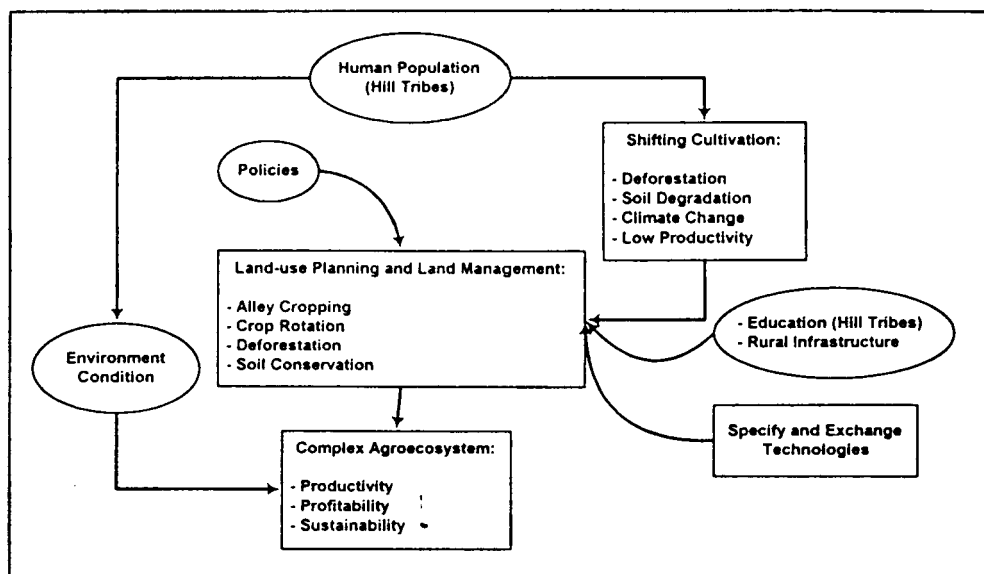 Human Population
(Hill Tribes)
Policies
Shifting Cultivation:
- Deforestation
- Soil Degradation
- Climate Change
- Low Productivity
Land-use Planning and Land Management:
- Alley Cropping
- Crop Rotation
- Deforestation
- Soil Conservation
- Education (Hill Tribes)
- Rural Infrastructure
Environment
Condition
Specify and Exchange
Technologies
Complex Agroecosystem:
- Productivity
- Profitability
- Sustainability